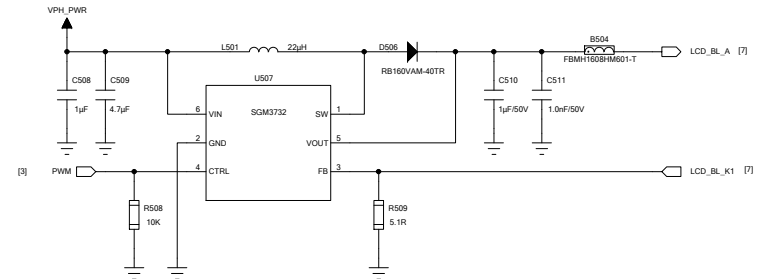 VPH_PWR
L501 22µH D506 B504
LCD_BL_A [7]
FBMH1608HM601-T
RB160VAM-40TR
C508 C509 U507 C510 C511
1µF 4.7µF 6 VIN SGM3732 SW 1 1µF/50V 1.0nF/50V
2 GND VOUT 5
[3] PWM 4 CTRL FB 3 LCD_BL_K1 [7]
R508 R509
10K 5.1R